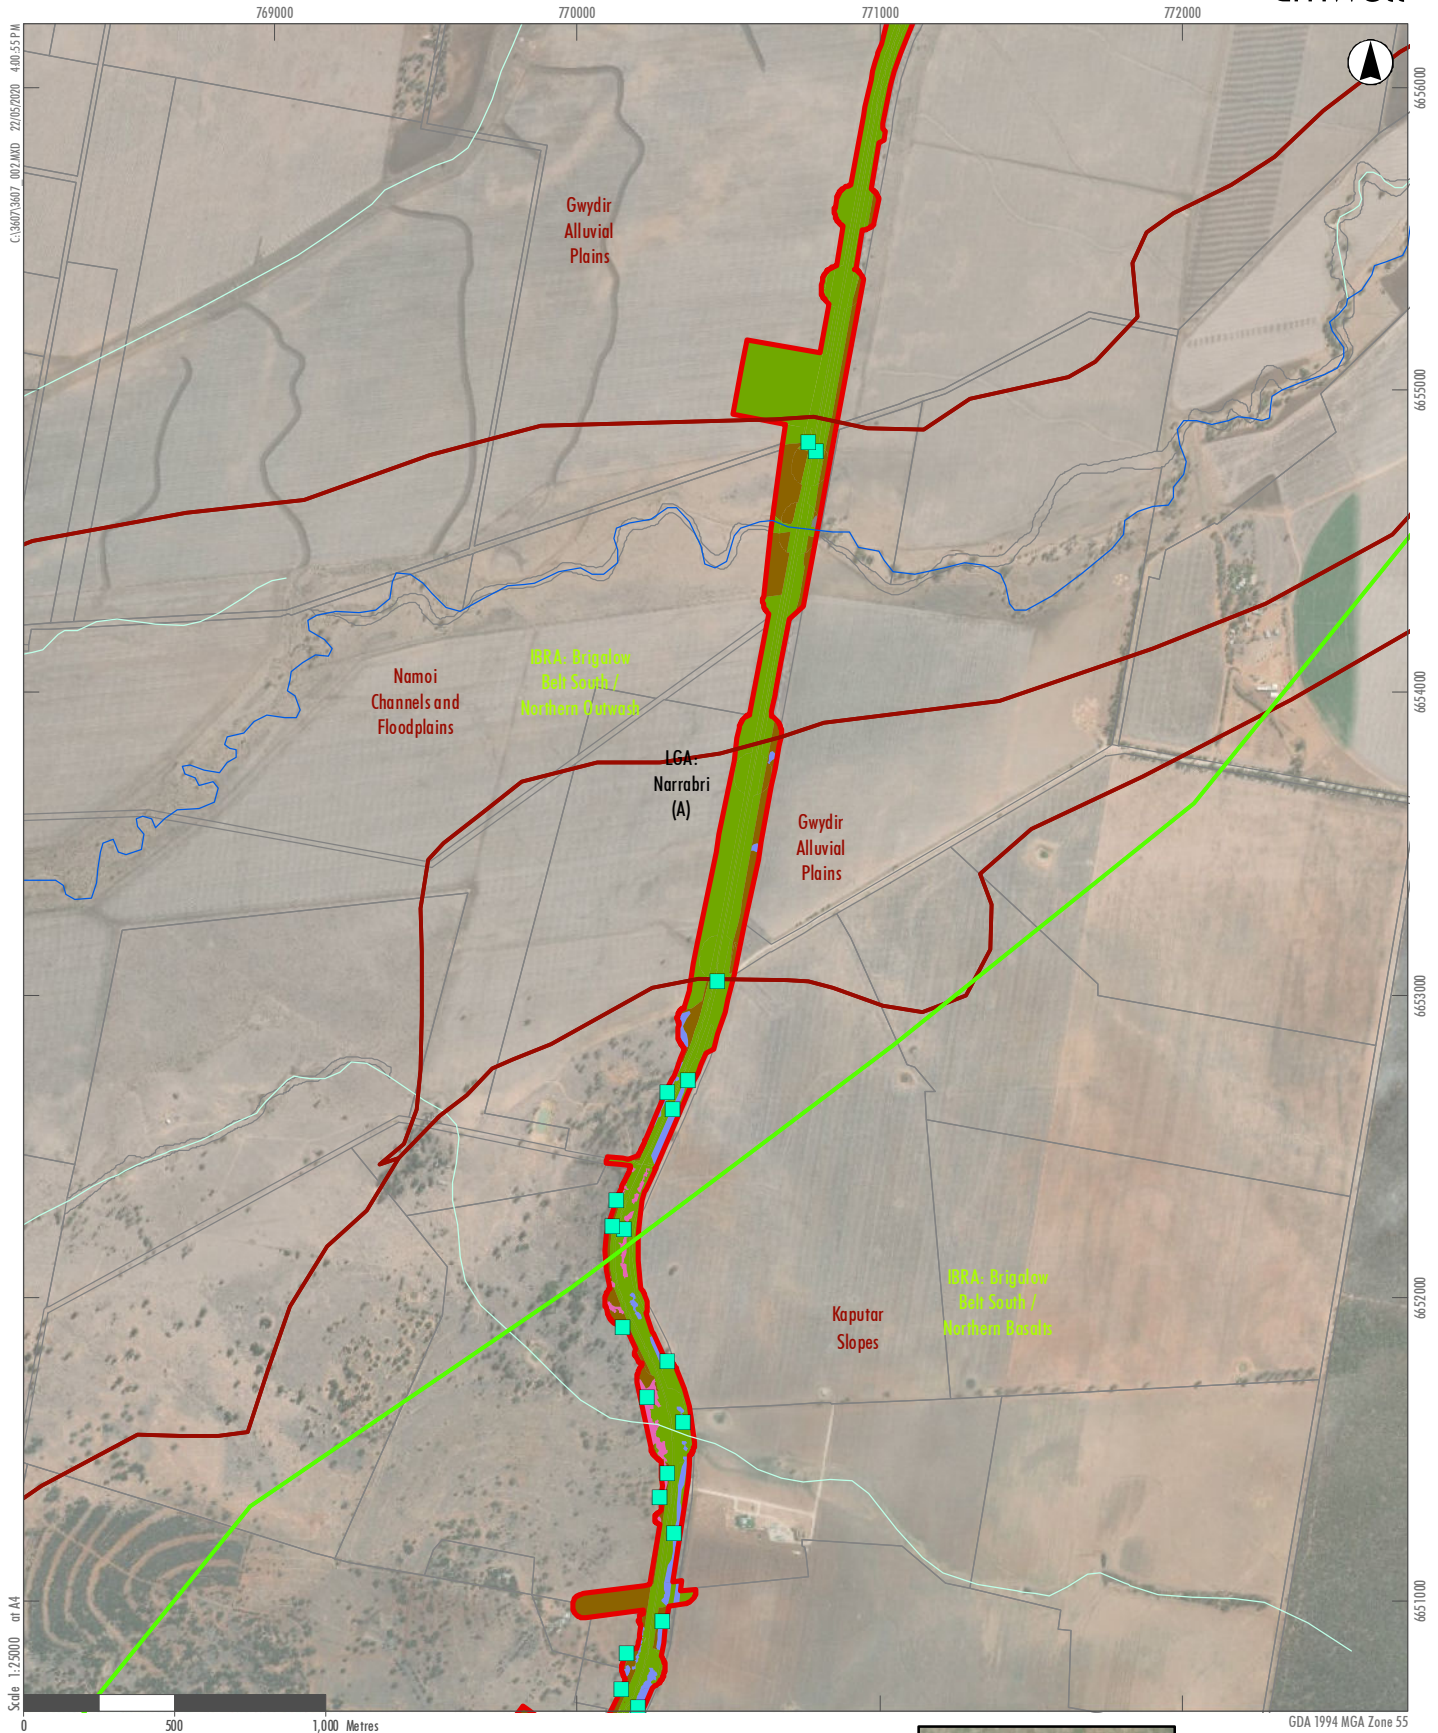 769000
770000
771000
772000
C:\3607\3607_002.MXD 22/05/2020 4:00:55 PM
6656000
Gwydir
Alluvial
Plains
6655000
Namoi
Channels and
Floodplains
IBRA: Brigalow
Belt South /
Northern Outwash
6654000
LGA:
Narrabri
(A)
Gwydir
Alluvial
Plains
6653000
IBRA: Brigalow
Belt South /
Northern Basalts
Kaputar
Slopes
6652000
6651000
Scale 1:25000 at A4
0
500
1,000 Metres
GDA 1994 MGA Zone 55